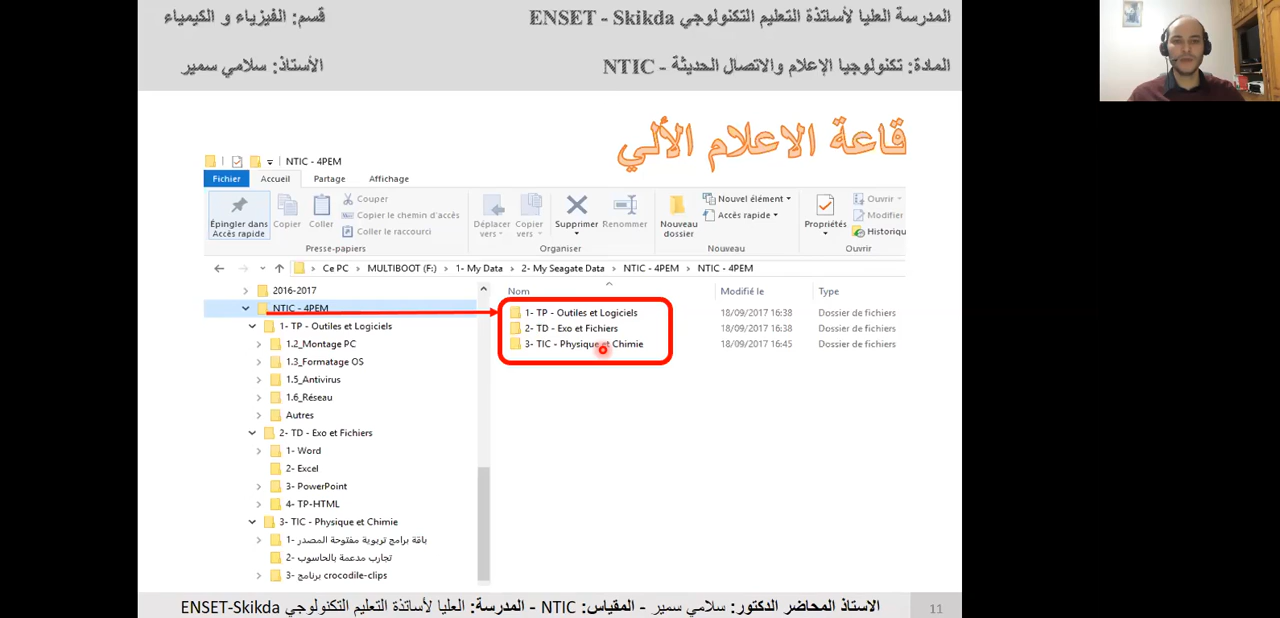 المدرسة العليا لأساتذة التعليم التكنولوجي ENSET - Skikda
قسم: الفيزياء و الكيمياء
المادة: تكنولوجيا الإعلام والاتصال الحديثة - NTIC
الأستاذ: سلامي سمير
قاعة الاعلام الألي
NTIC - 4PEM
Fichier Accueil Partage Affichage
Épingler dans Accès rapide
Copier
Coller
Couper
Copier le chemin d'accès
Coller le raccourci
Presse-papiers
Déplacer vers
Copier vers
Supprimer
Renommer
Organiser
Nouveau dossier
Nouvel élément
Accès rapide
Nouveau
Propriétés
Ouvrir
Modifier
Historiqu
Ouvrir
Ce PC > MULTIBOOT (F:) > 1- My Data > 2- My Seagate Data > NTIC - 4PEM > NTIC - 4PEM
2016-2017
NTIC - 4PEM
1- TP - Outiles et Logiciels
1.2_Montage PC
1.3_Formatage OS
1.5_Antivirus
1.6_Réseau
Autres
2- TD - Exo et Fichiers
1- Word
2- Excel
3- PowerPoint
4- TP-HTML
3- TIC - Physique et Chimie
1- باقة برامج تربوية مفتوحة المصدر
2- تجارب مدعمة بالحاسوب
3- برنامج crocodile-clips
Nom Modifié le Type
1- TP - Outiles et Logiciels 18/09/2017 16:38 Dossier de fichiers
2- TD - Exo et Fichiers 18/09/2017 16:38 Dossier de fichiers
3- TIC - Physique et Chimie 18/09/2017 16:45 Dossier de fichiers
الاستاذ المحاضر الدكتور: سلامي سمير - المقياس: NTIC - المدرسة: العليا لأساتذة التعليم التكنولوجي ENSET-Skikda
11